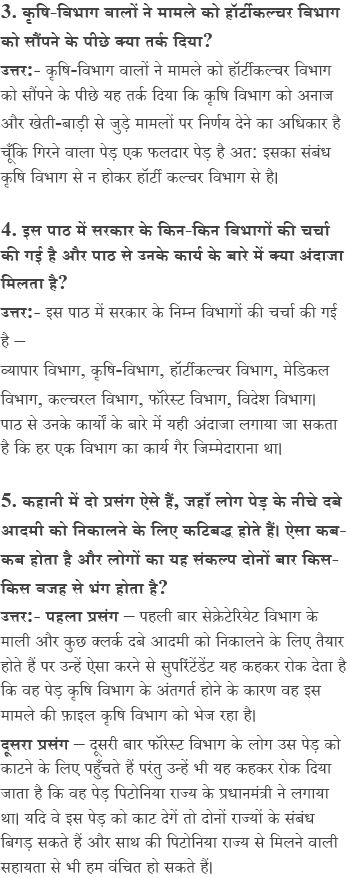 3. कृषि-विभाग वालों ने मामले को हॉर्टीकल्चर विभाग
को सौंपने के पीछे क्या तर्क दिया?
उत्तर:- कृषि-विभाग वालों ने मामले को हॉर्टीकल्चर विभाग
को सौंपने के पीछे यह तर्क दिया कि कृषि विभाग को अनाज
और खेती-बाड़ी से जुड़े मामलों पर निर्णय देने का अधिकार है
चूँकि गिरने वाला पेड़ एक फलदार पेड़ है अत: इसका संबंध
कृषि विभाग से न होकर हॉर्टी कल्चर विभाग से है।
4. इस पाठ में सरकार के किन-किन विभागों की चर्चा
की गई है और पाठ से उनके कार्य के बारे में क्या अंदाजा
मिलता है?
उत्तर:- इस पाठ में सरकार के निम्न विभागों की चर्चा की गई
है –
व्यापार विभाग, कृषि-विभाग, हॉर्टीकल्चर विभाग, मेडिकल
विभाग, कल्चरल विभाग, फॉरेस्ट विभाग, विदेश विभाग।
पाठ से उनके कार्यों के बारे में यही अंदाजा लगाया जा सकता
है कि हर एक विभाग का कार्य गैर जिम्मेदाराना था।
5. कहानी में दो प्रसंग ऐसे हैं, जहाँ लोग पेड़ के नीचे दबे
आदमी को निकालने के लिए कटिबद्ध होते हैं। ऐसा कब-
कब होता है और लोगों का यह संकल्प दोनों बार किस-
किस वजह से भंग होता है?
उत्तर:- पहला प्रसंग – पहली बार सेक्रेटेरियेट विभाग के
माली और कुछ क्लर्क दबे आदमी को निकालने के लिए तैयार
होते हैं पर उन्हें ऐसा करने से सुपरिंटेंडेंट यह कहकर रोक देता है
कि वह पेड़ कृषि विभाग के अंतगर्त होने के कारण वह इस
मामले की फ़ाइल कृषि विभाग को भेज रहा है।
दूसरा प्रसंग – दूसरी बार फॉरेस्ट विभाग के लोग उस पेड़ को
काटने के लिए पहुँचते हैं परंतु उन्हें भी यह कहकर रोक दिया
जाता है कि वह पेड़ पिटोनिया राज्य के प्रधानमंत्री ने लगाया
था। यदि वे इस पेड़ को काट देगें तो दोनों राज्यों के संबंध
बिगड़ सकते हैं और साथ की पिटोनिया राज्य से मिलने वाली
सहायता से भी हम वंचित हो सकते हैं।